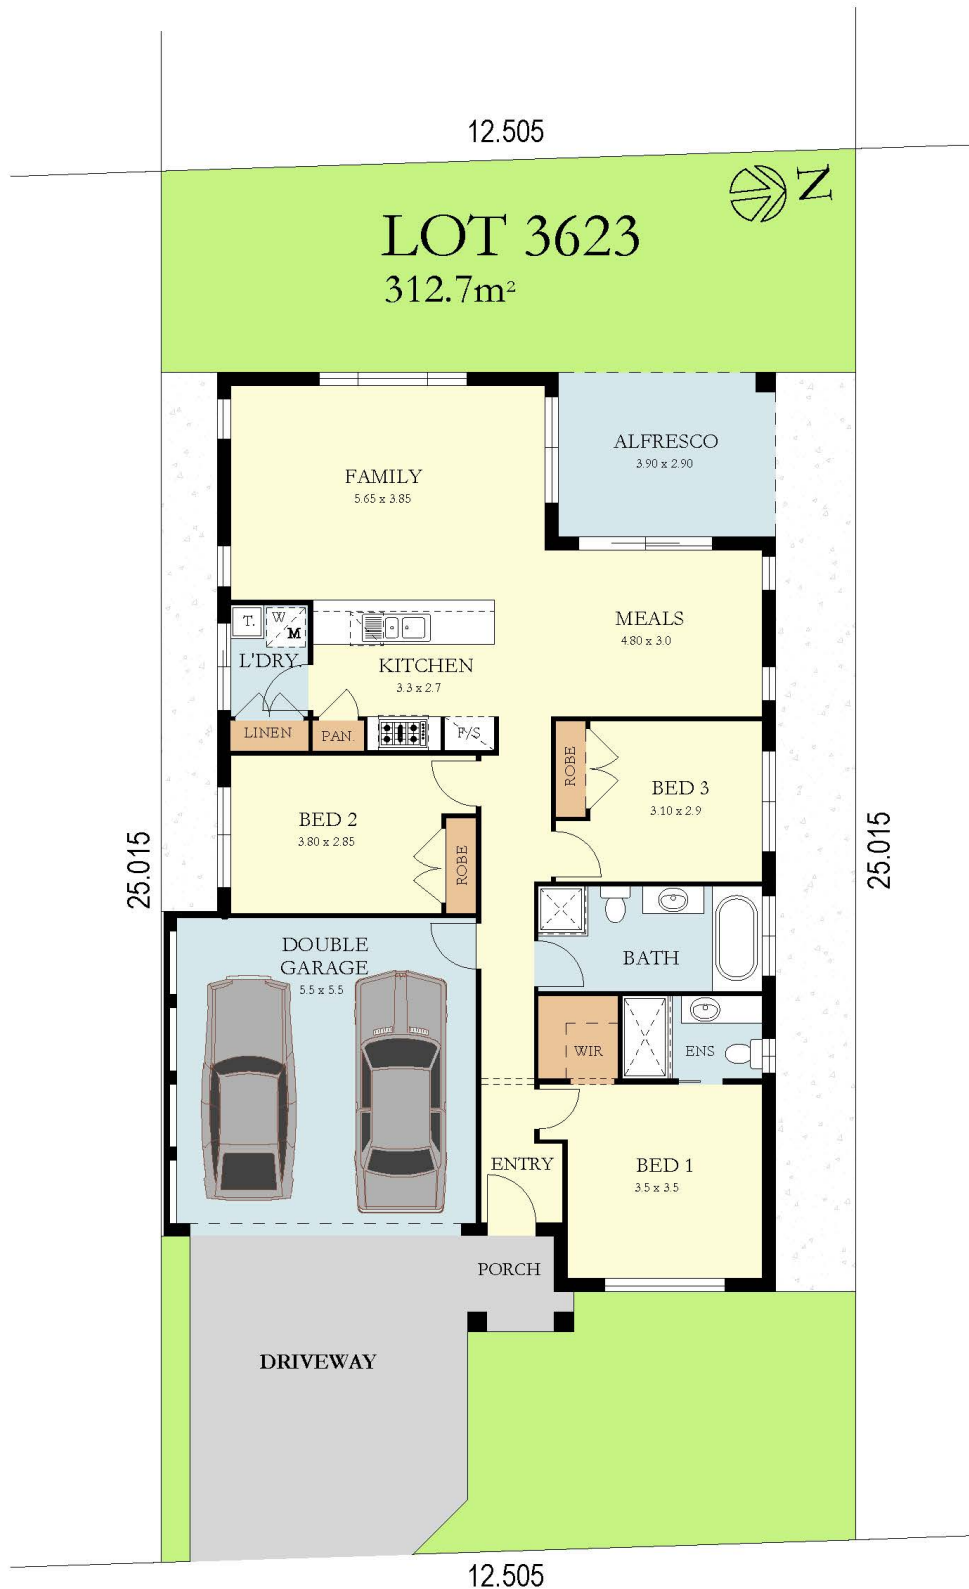 12.505
N
LOT 3623
312.7m²
ALFRESCO
3.90 x 2.90
FAMILY
5.65 x 3.85
T.
W
M
L'DRY.
MEALS
4.80 x 3.0
KITCHEN
3.3 x 2.7
LINEN
PAN.
F/S
ROBE
BED 3
3.10 x 2.9
BED 2
3.80 x 2.85
ROBE
25.015
25.015
DOUBLE
GARAGE
5.5 x 5.5
BATH
WIR
ENS
ENTRY
BED 1
3.5 x 3.5
PORCH
DRIVEWAY
12.505